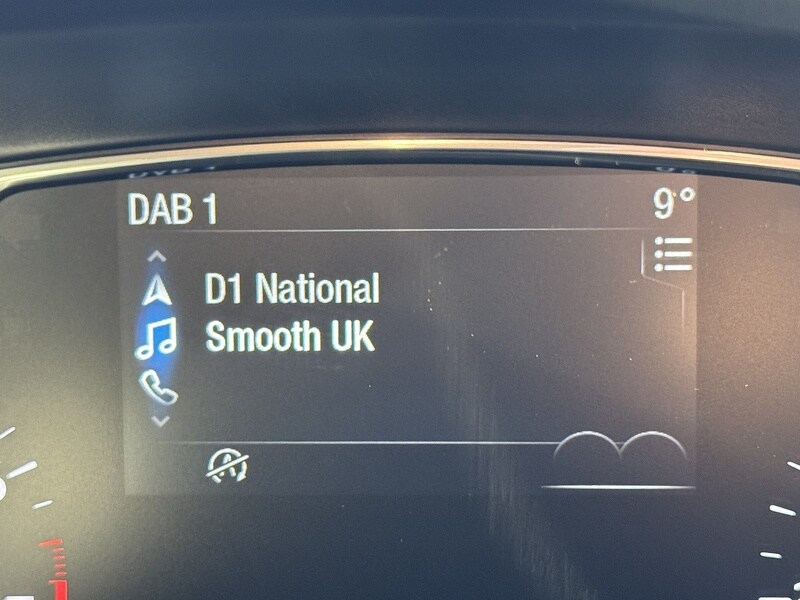 DAB 1
9°
D1 National
Smooth UK
A